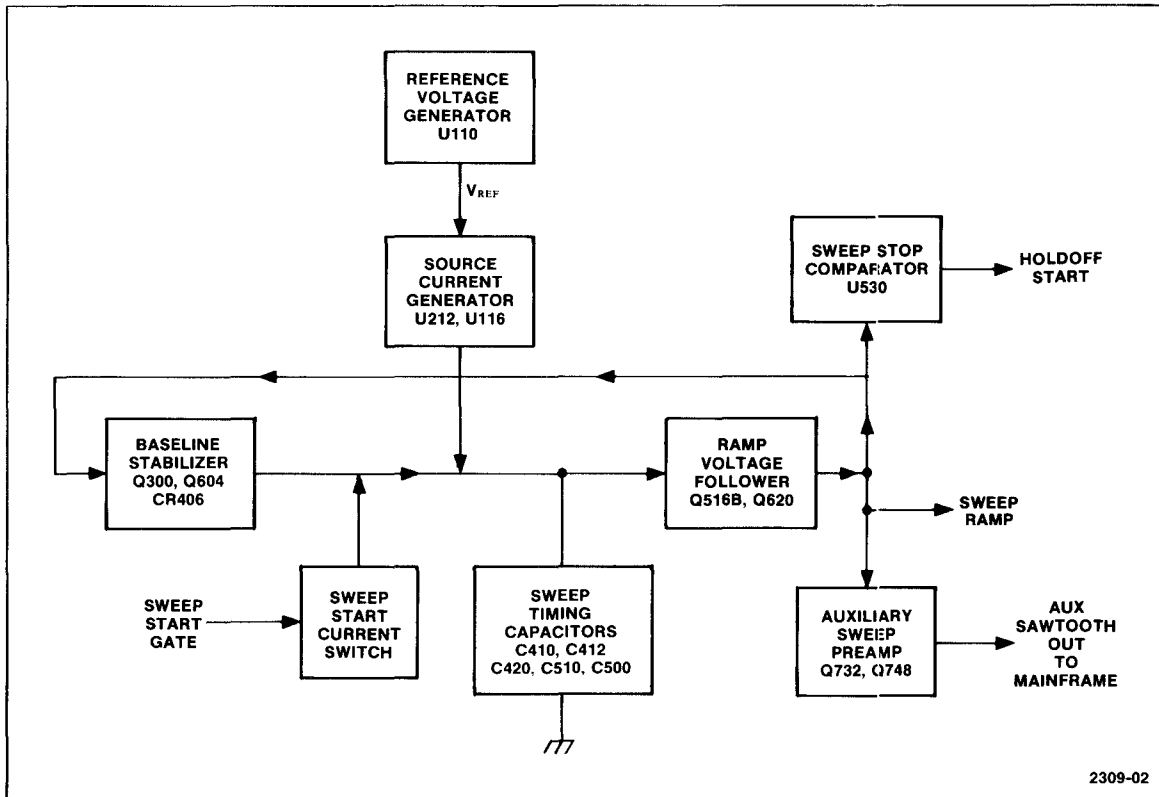 REFERENCE
VOLTAGE
GENERATOR
U110
VREF
SOURCE
CURRENT
GENERATOR
U212, U116
SWEEP STOP
COMPARATOR
U530
HOLDOFF
START
BASELINE
STABILIZER
Q300, Q604
CR406
RAMP
VOLTAGE
FOLLOWER
Q516B, Q620
SWEEP
RAMP
SWEEP
START
GATE
SWEEP
START
CURRENT
SWITCH
SWEEP
TIMING
CAPACITORS
C410, C412
C420, C510, C500
AUXILIARY
SWEEP
PREAMP
Q732, Q748
AUX
SAWTOOTH
OUT
TO
MAINFRAME
2309-02